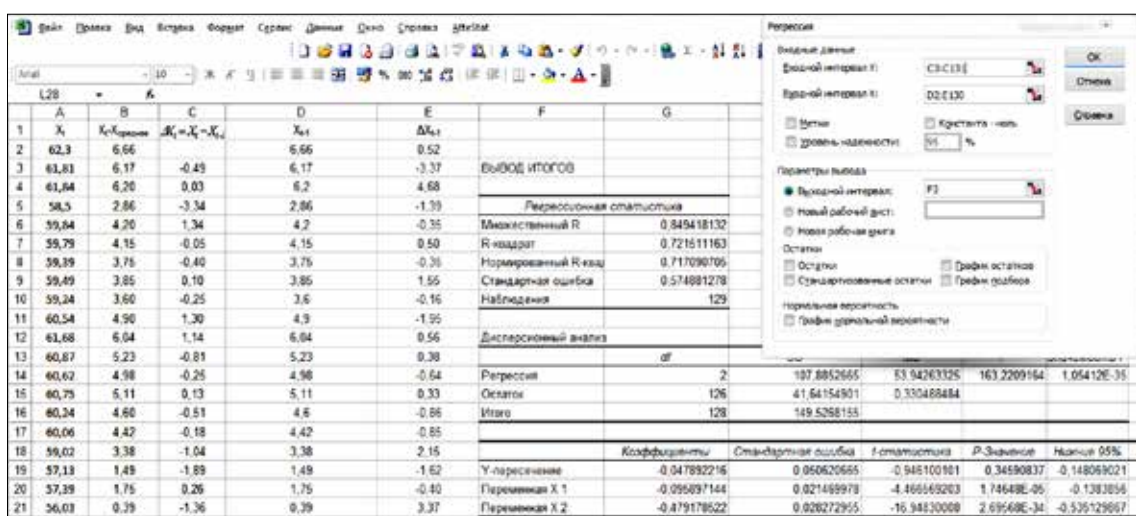 Файл Правка Вид Вставка Формат Сервис Данные Окно Справка AtteStat
Arial 10
L28 fx
A B C D E F G
1 Xt Xt-Xсреднее ΔXt = Xt - Xt-1 Xt-1 ΔXt-1
2 62,3 6,66 6,66 0,52
3 61,81 6,17 -0,49 6,17 -3,37 ВЫВОД ИТОГОВ
4 61,84 6,20 0,03 6,2 4,68
5 58,5 2,86 -3,34 2,86 -1,39 Регрессионная статистика
6 59,84 4,20 1,34 4,2 -0,35 Множественный R 0,849418132
7 59,79 4,15 -0,05 4,15 0,50 R-квадрат 0,721511163
8 59,39 3,75 -0,40 3,75 -0,35 Нормированный R-квад 0,717090705
9 59,49 3,85 0,10 3,85 1,55 Стандартная ошибка 0,574881278
10 59,24 3,60 -0,25 3,6 -0,16 Наблюдения 129
11 60,54 4,90 1,30 4,9 -1,95
12 61,68 6,04 1,14 6,04 0,56 Дисперсионный анализ
13 60,87 5,23 -0,81 5,23 0,38 df
14 60,62 4,98 -0,25 4,98 -0,64 Регрессия 2 107,8852665 53,94263325 163,2209164 1,05412E-35
15 60,75 5,11 0,13 5,11 0,33 Остаток 126 41,64154901 0,330488484
16 60,24 4,60 -0,51 4,6 -0,86 Итого 128 149,5268155
17 60,06 4,42 -0,18 4,42 0,85
18 59,02 3,38 -1,04 3,38 2,15 Коэффициенты Стандартная ошибка t-статистика P-Значение Нижние 95%
19 57,13 1,49 -1,89 1,49 -1,62 Y-пересечение -0,047892216 0,050620665 -0,946100101 0,34590837 -0,148069021
20 57,39 1,75 0,26 1,75 -0,40 Переменная X 1 -0,095897144 0,021469978 -4,466569203 1,74648E-05 -0,1383856
21 56,03 0,39 -1,36 0,39 3,37 Переменная X 2 -0,479178622 0,028272955 -16,94830008 2,69568E-34 -0,535129867
Регрессия
Входные данные
Входной интервал Y: C3:C131
Входной интервал X: D2:E130
Метки
Константа - ноль
Уровень надежности: 95 %
OK
Отмена
Справка
Параметры вывода
Выходной интервал: F3
Новый рабочий лист:
Новая рабочая книга
Остатки
Остатки
График остатков
Стандартизованные остатки
График подбора
Нормальная вероятность
График нормальной вероятности